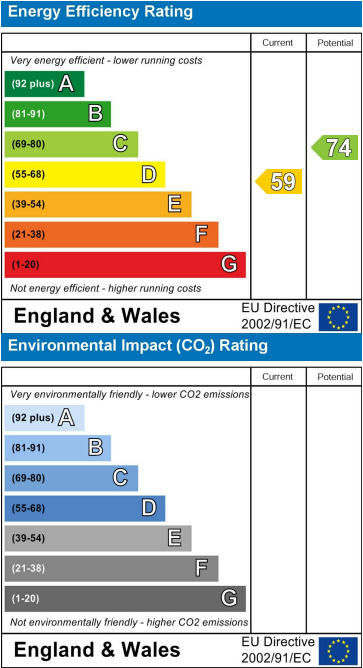 Energy Efficiency Rating
Current Potential
Very energy efficient - lower running costs
(92 plus) A
(81-91) B
(69-80) C
74
(55-68) D
59
(39-54) E
(21-38) F
(1-20) G
Not energy efficient - higher running costs
England & Wales
EU Directive
2002/91/EC
Environmental Impact (CO₂) Rating
Current Potential
Very environmentally friendly - lower CO2 emissions
(92 plus) A
(81-91) B
(69-80) C
(55-68) D
(39-54) E
(21-38) F
(1-20) G
Not environmentally friendly - higher CO2 emissions
England & Wales
EU Directive
2002/91/EC